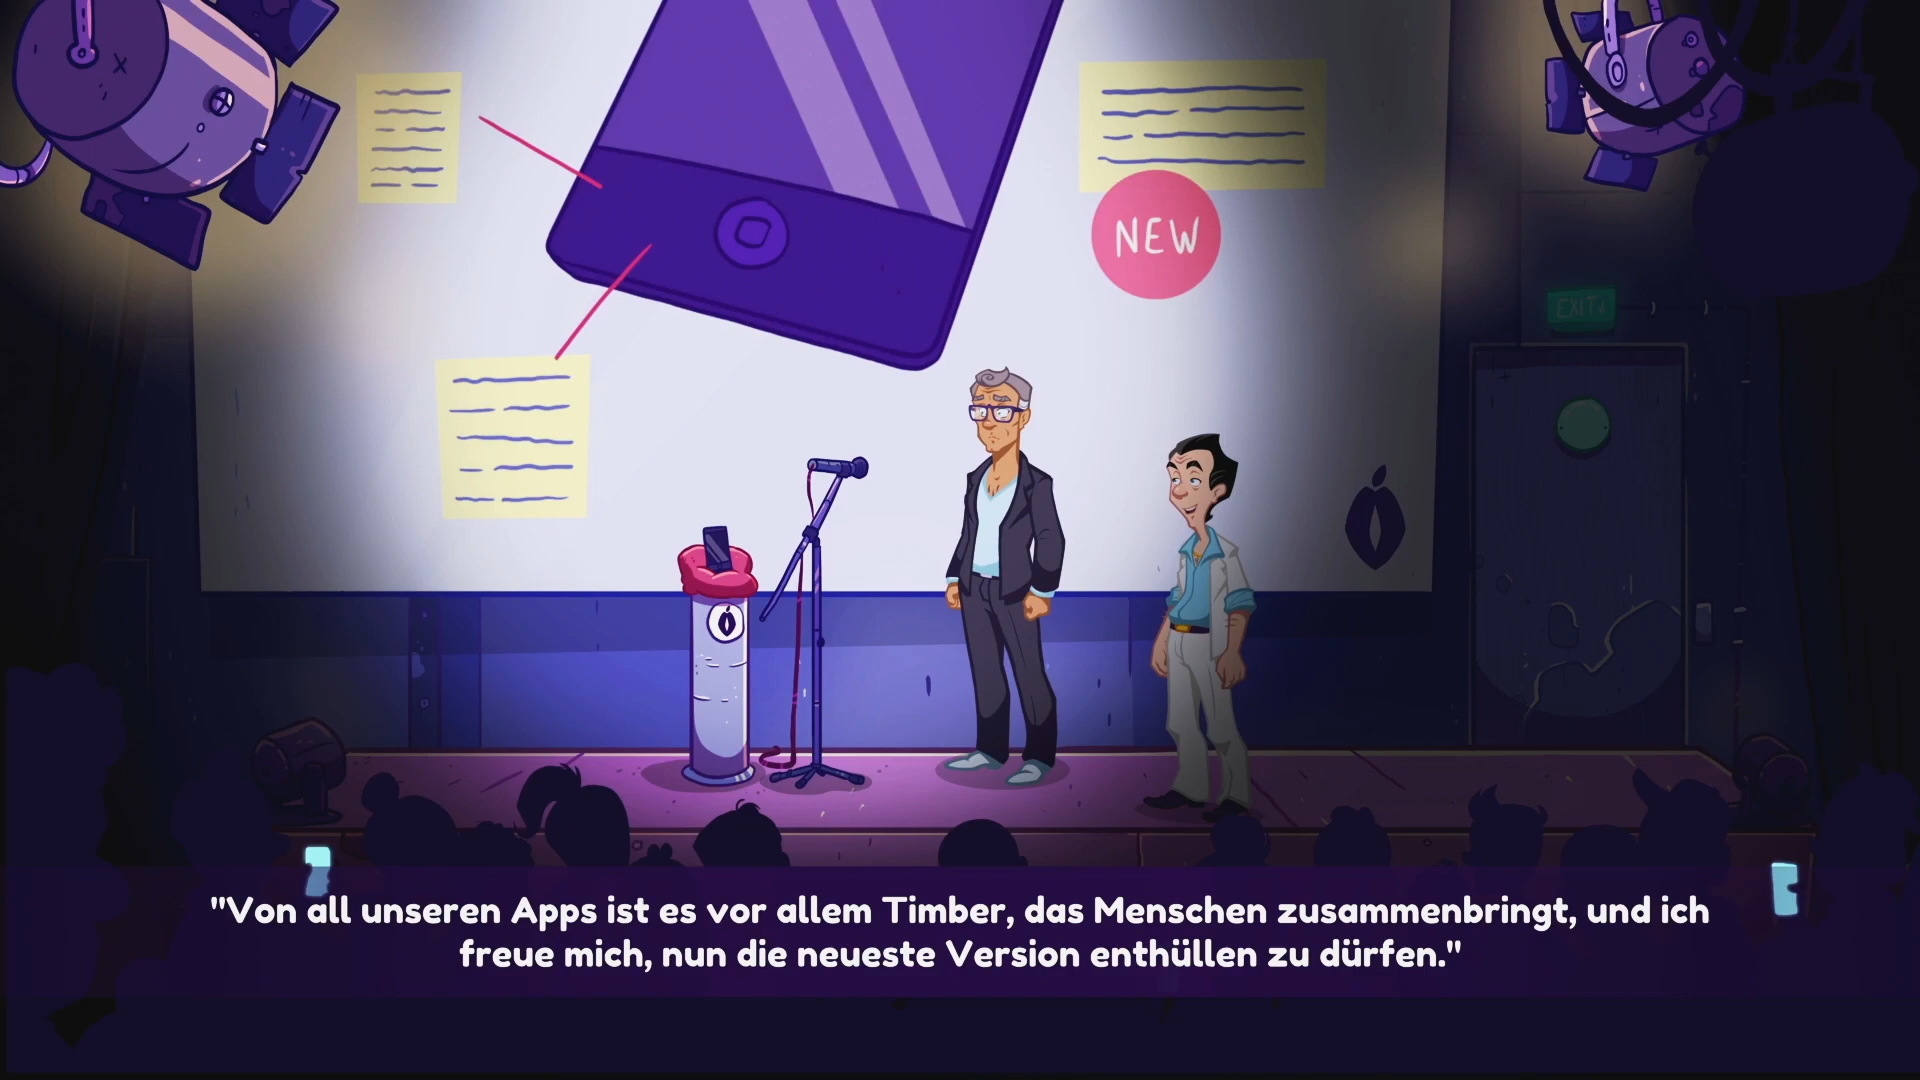 NEW
EXIT
"Von all unseren Apps ist es vor allem Timber, das Menschen zusammenbringt, und ich
freue mich, nun die neueste Version enthüllen zu dürfen."